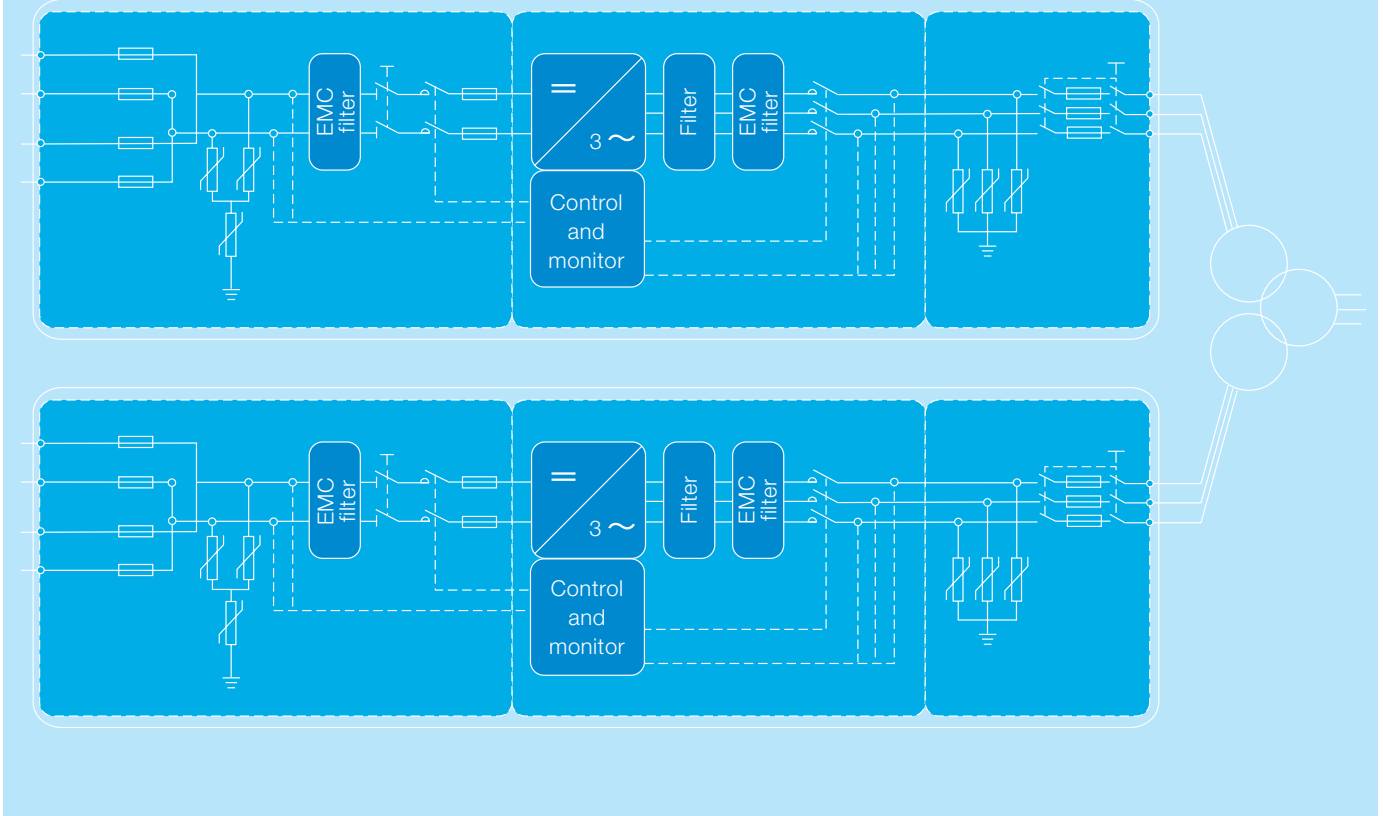 EMC
filter
3
Filter
EMC
filter
Control
and
monitor
EMC
filter
3
Filter
EMC
filter
Control
and
monitor